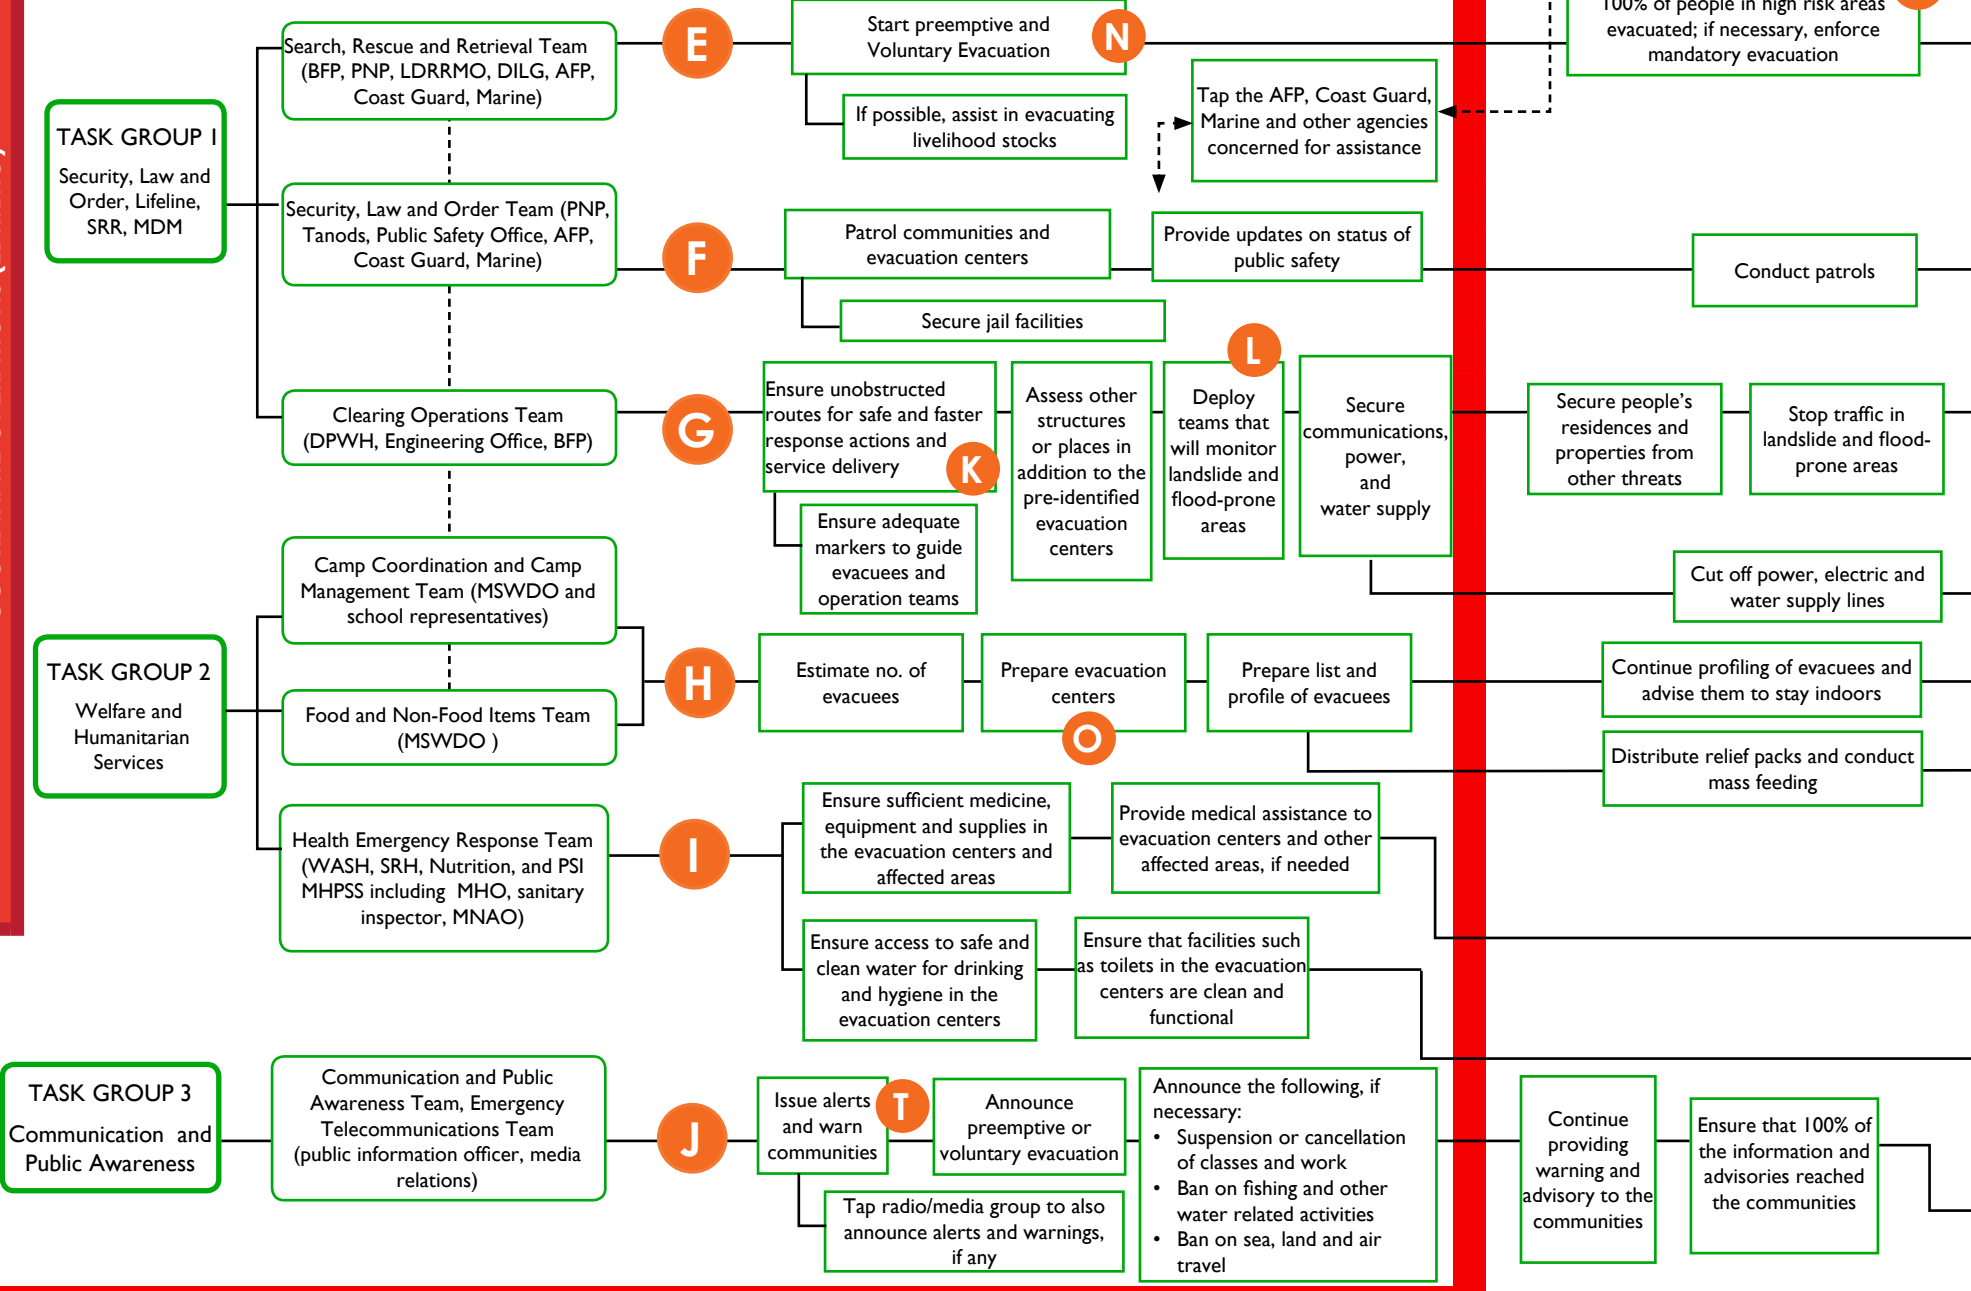 TASK GROUP 1
Security, Law and
Order, Lifeline,
SRR, MDM
Search, Rescue and Retrieval Team
(BFP, PNP, LDRRMO, DILG, AFP,
Coast Guard, Marine)
E
Start preemptive and
Voluntary Evacuation
N
If possible, assist in evacuating
livelihood stocks
Tap the AFP, Coast Guard,
Marine and other agencies
concerned for assistance
100% of people in high risk areas
evacuated; if necessary, enforce
mandatory evacuation
Security, Law and Order Team (PNP,
Tanods, Public Safety Office, AFP,
Coast Guard, Marine)
F
Patrol communities and
evacuation centers
Secure jail facilities
Provide updates on status of
public safety
Conduct patrols
Clearing Operations Team
(DPWH, Engineering Office, BFP)
G
Ensure unobstructed
routes for safe and faster
response actions and
service delivery
K
Ensure adequate
markers to guide
evacuees and
operation teams
Assess other
structures
or places in
addition to the
pre-identified
evacuation
centers
L
Deploy
teams that
will monitor
landslide and
flood-prone
areas
Secure
communications,
power,
and
water supply
Secure people's
residences and
properties from
other threats
Stop traffic in
landslide and flood-
prone areas
Cut off power, electric and
water supply lines
TASK GROUP 2
Welfare and
Humanitarian
Services
Camp Coordination and Camp
Management Team (MSWDO and
school representatives)
Food and Non-Food Items Team
(MSWDO )
H
Estimate no. of
evacuees
Prepare evacuation
centers
O
Prepare list and
profile of evacuees
Continue profiling of evacuees and
advise them to stay indoors
Distribute relief packs and conduct
mass feeding
Health Emergency Response Team
(WASH, SRH, Nutrition, and PSI
MHPSS including MHO, sanitary
inspector, MNAO)
I
Ensure sufficient medicine,
equipment and supplies in
the evacuation centers and
affected areas
Provide medical assistance to
evacuation centers and other
affected areas, if needed
Ensure access to safe and
clean water for drinking
and hygiene in the
evacuation centers
Ensure that facilities such
as toilets in the evacuation
centers are clean and
functional
TASK GROUP 3
Communication and
Public Awareness
Communication and Public
Awareness Team, Emergency
Telecommunications Team
(public information officer, media
relations)
J
Issue alerts
and warn
communities
T
Tap radio/media group to also
announce alerts and warnings,
if any
Announce
preemptive or
voluntary evacuation
Announce the following, if
necessary:
• Suspension or cancellation
of classes and work
• Ban on fishing and other
water related activities
• Ban on sea, land and air
travel
Continue
providing
warning and
advisory to the
communities
Ensure that 100% of
the information and
advisories reached
the communities